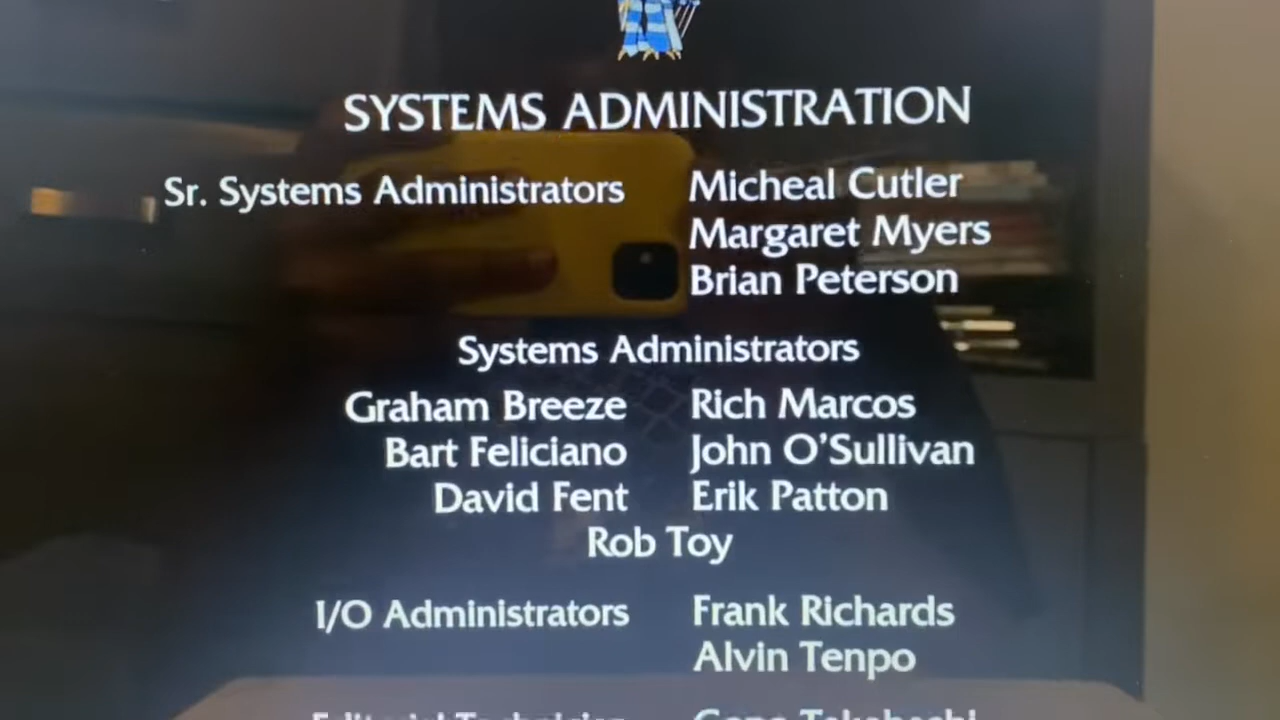 SYSTEMS ADMINISTRATION
Sr. Systems Administrators Micheal Cutler
Margaret Myers
Brian Peterson
Systems Administrators
Graham Breeze Rich Marcos
Bart Feliciano John O'Sullivan
David Fent Erik Patton
Rob Toy
I/O Administrators Frank Richards
Alvin Tenpo